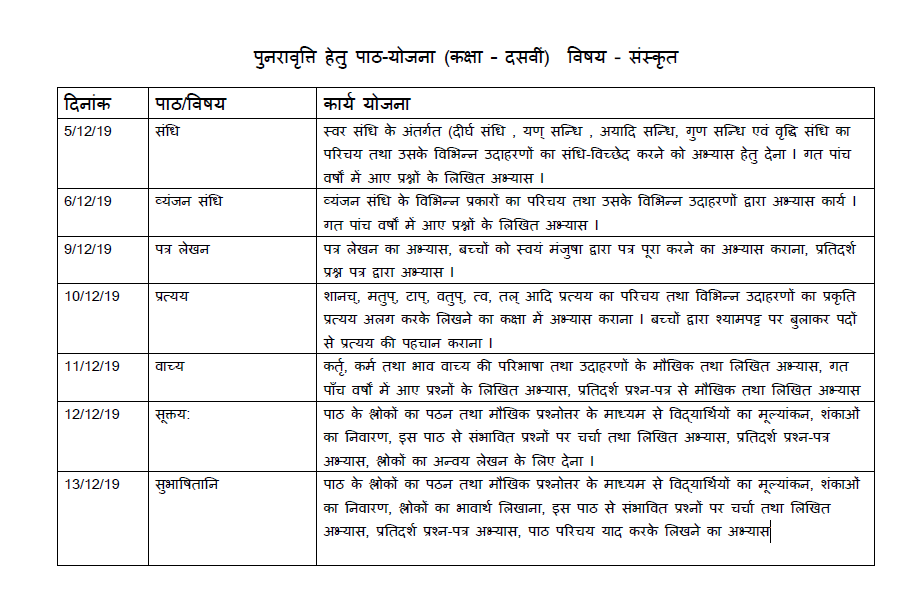 पुनरावृत्ति हेतु पाठ-योजना (कक्षा - दसवीं) विषय - संस्कृत
दिनांक पाठ/विषय कार्य योजना
5/12/19 संधि स्वर संधि के अंतर्गत (दीर्घ संधि , यण् सन्धि , अयादि सन्धि, गुण सन्धि एवं वृद्धि संधि का
परिचय तथा उसके विभिन्न उदाहरणों का संधि-विच्छेद करने को अभ्यास हेतु देना । गत पांच
वर्षों में आए प्रश्नों के लिखित अभ्यास ।
6/12/19 व्यंजन संधि व्यंजन संधि के विभिन्न प्रकारों का परिचय तथा उसके विभिन्न उदाहरणों द्वारा अभ्यास कार्य ।
गत पांच वर्षों में आए प्रश्नों के लिखित अभ्यास ।
9/12/19 पत्र लेखन पत्र लेखन का अभ्यास, बच्चों को स्वयं मंजुषा द्वारा पत्र पूरा करने का अभ्यास कराना, प्रतिदर्श
प्रश्न पत्र द्वारा अभ्यास ।
10/12/19 प्रत्यय शानच्, मतुप्, टाप्, वतुप्, त्व, तल् आदि प्रत्यय का परिचय तथा विभिन्न उदाहरणों का प्रकृति
प्रत्यय अलग करके लिखने का कक्षा में अभ्यास कराना । बच्चों द्वारा श्यामपट्ट पर बुलाकर पदों
से प्रत्यय की पहचान कराना ।
11/12/19 वाच्य कर्तृ, कर्म तथा भाव वाच्य की परिभाषा तथा उदाहरणों के मौखिक तथा लिखित अभ्यास, गत
पाँच वर्षों में आए प्रश्नों के लिखित अभ्यास, प्रतिदर्श प्रश्न-पत्र से मौखिक तथा लिखित अभ्यास
12/12/19 सूक्तय: पाठ के श्लोकों का पठन तथा मौखिक प्रश्नोत्तर के माध्यम से विद्यार्थियों का मूल्यांकन, शंकाओं
का निवारण, इस पाठ से संभावित प्रश्नों पर चर्चा तथा लिखित अभ्यास, प्रतिदर्श प्रश्न-पत्र
अभ्यास, श्लोकों का अन्वय लेखन के लिए देना ।
13/12/19 सुभाषितानि पाठ के श्लोकों का पठन तथा मौखिक प्रश्नोत्तर के माध्यम से विद्यार्थियों का मूल्यांकन, शंकाओं
का निवारण, श्लोकों का भावार्थ लिखाना, इस पाठ से संभावित प्रश्नों पर चर्चा तथा लिखित
अभ्यास, प्रतिदर्श प्रश्न-पत्र अभ्यास, पाठ परिचय याद करके लिखने का अभ्यास